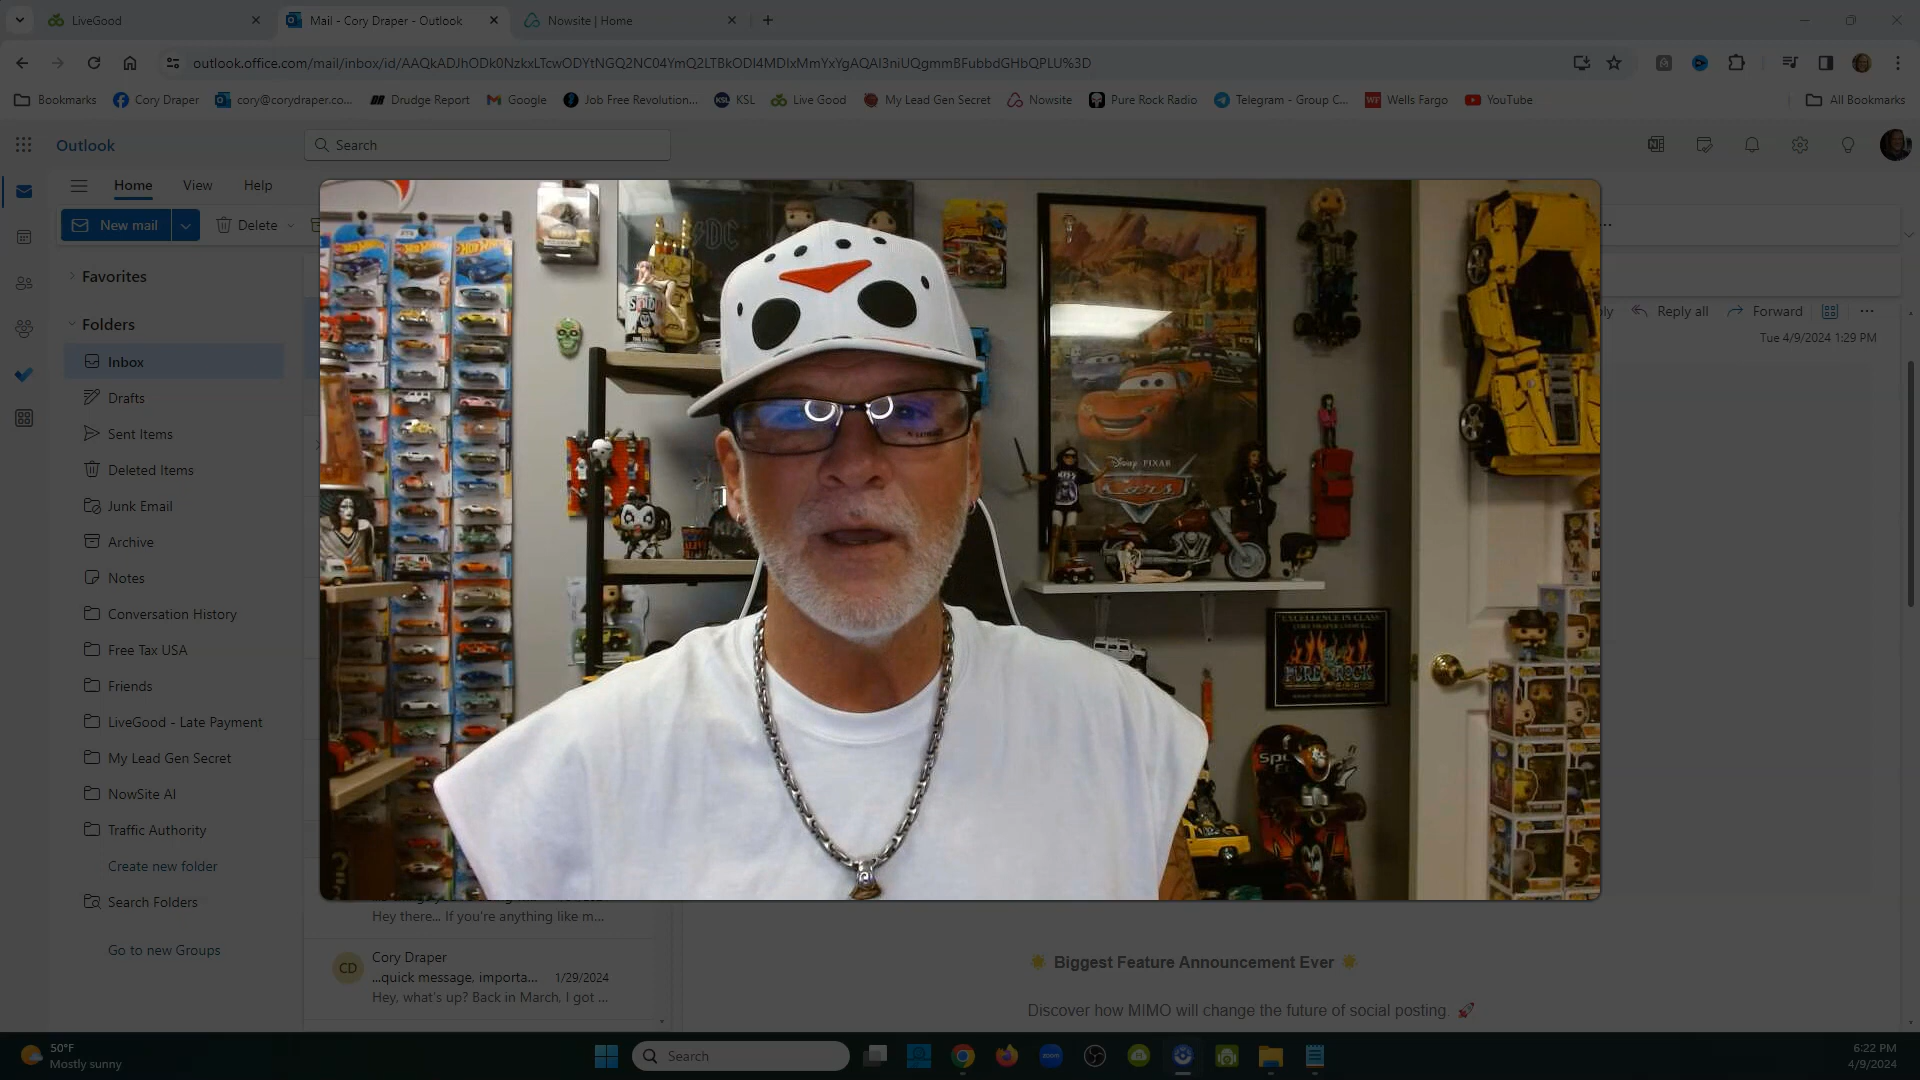 LiveGood
Mail - Cory Draper - Outlook
Nowsite | Home
outlook.office.com/mail/inbox/id/AAQkADJhODk0NzkxLTcwODYtNGQ2NC04YmQ2LTBkODI4MDIxMmYxYgAQAI3niUQgmmBFubbdGHbQPLU%3D
Bookmarks
Cory Draper
cory@corydraper.co...
Drudge Report
Google
Job Free Revolution...
KSL
Live Good
My Lead Gen Secret
Nowsite
Pure Rock Radio
Telegram - Group C...
Wells Fargo
YouTube
All Bookmarks
Outlook
Search
Home
View
Help
New mail
Delete
Reply all
Forward
Tue 4/9/2024 1:29 PM
Favorites
Folders
Inbox
Drafts
Sent Items
Deleted Items
Junk Email
Archive
Notes
Conversation History
Free Tax USA
Friends
LiveGood - Late Payment
My Lead Gen Secret
NowSite AI
Traffic Authority
Create new folder
Search Folders
Go to new Groups
Disney PIXAR
Cars
EXCELLENCE IN CLASS
PURE ROCK
Hey there... If you're anything like m...
CD
Cory Draper
...quick message, importa...
1/29/2024
Hey, what's up? Back in March, I got ...
Biggest Feature Announcement Ever
Discover how MIMO will change the future of social posting.
50°F
Mostly sunny
Search
6:22 PM
4/9/2024